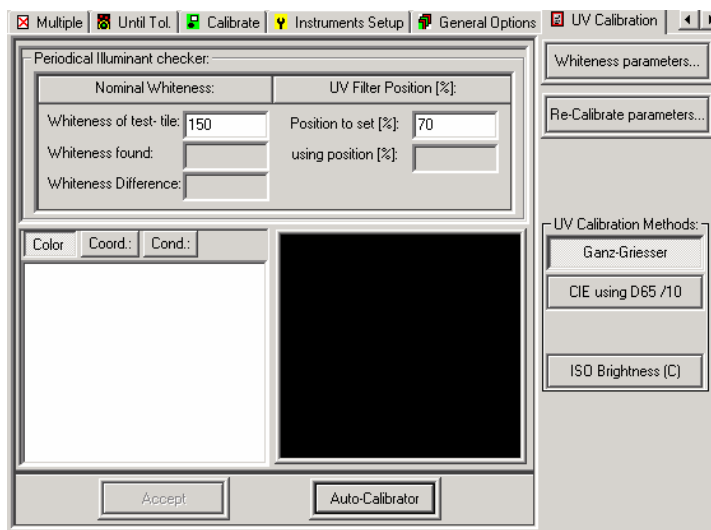 Multiple Until Tol. Calibrate Instruments Setup General Options UV Calibration
Periodical Illuminant checker:
Nominal Whiteness: UV Filter Position [%]:
Whiteness of test- tile: 150 Position to set [%]: 70
Whiteness found: using position [%]:
Whiteness Difference:
Color Coord.: Cond.:
Accept Auto-Calibrator
Whiteness parameters...
Re-Calibrate parameters...
UV Calibration Methods:
Ganz-Griesser
CIE using D65 /10
ISO Brightness (C)